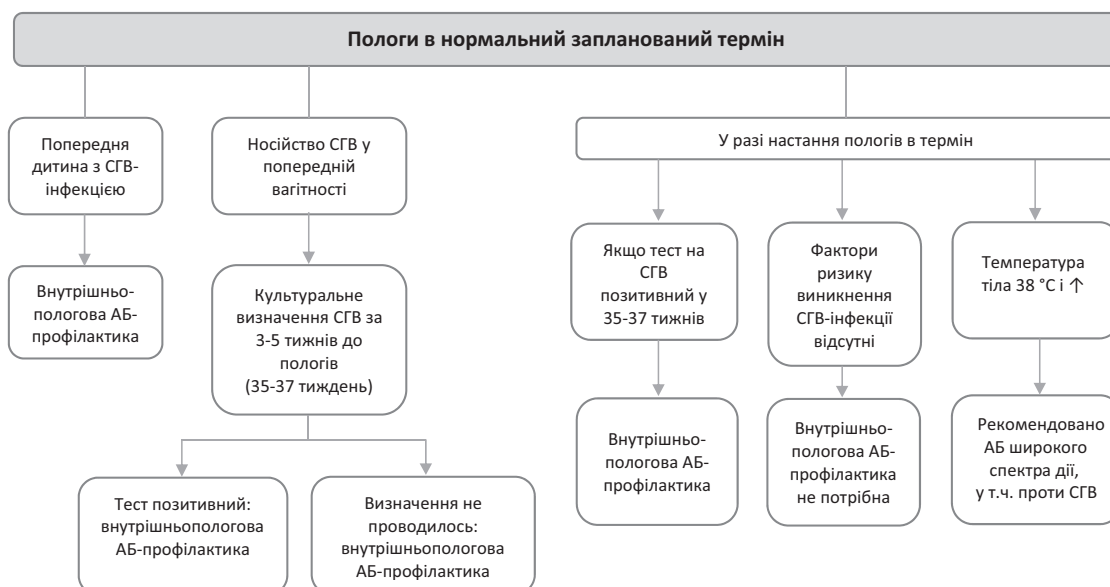 Пологи в нормальний запланований термін
Попередня
дитина з СГВ-
інфекцією
Носійство СГВ у
попередній
вагітності
У разі настання пологів в термін
Внутрішньо-
пологова АБ-
профілактика
Культуральне
визначення СГВ за
3-5 тижнів до
пологів
(35-37 тиждень)
Якщо тест на
СГВ
позитивний у
35-37 тижнів
Фактори
ризику
виникнення
СГВ-інфекції
відсутні
Температура
тіла 38 °С і ↑
Тест позитивний:
внутрішньопологова
АБ-профілактика
Визначення не
проводилось:
внутрішньопологова
АБ-профілактика
Внутрішньо-
пологова АБ-
профілактика
Внутрішньо-
пологова АБ-
профілактика
не потрібна
Рекомендовано
АБ широкого
спектра дії,
у т.ч. проти СГВ